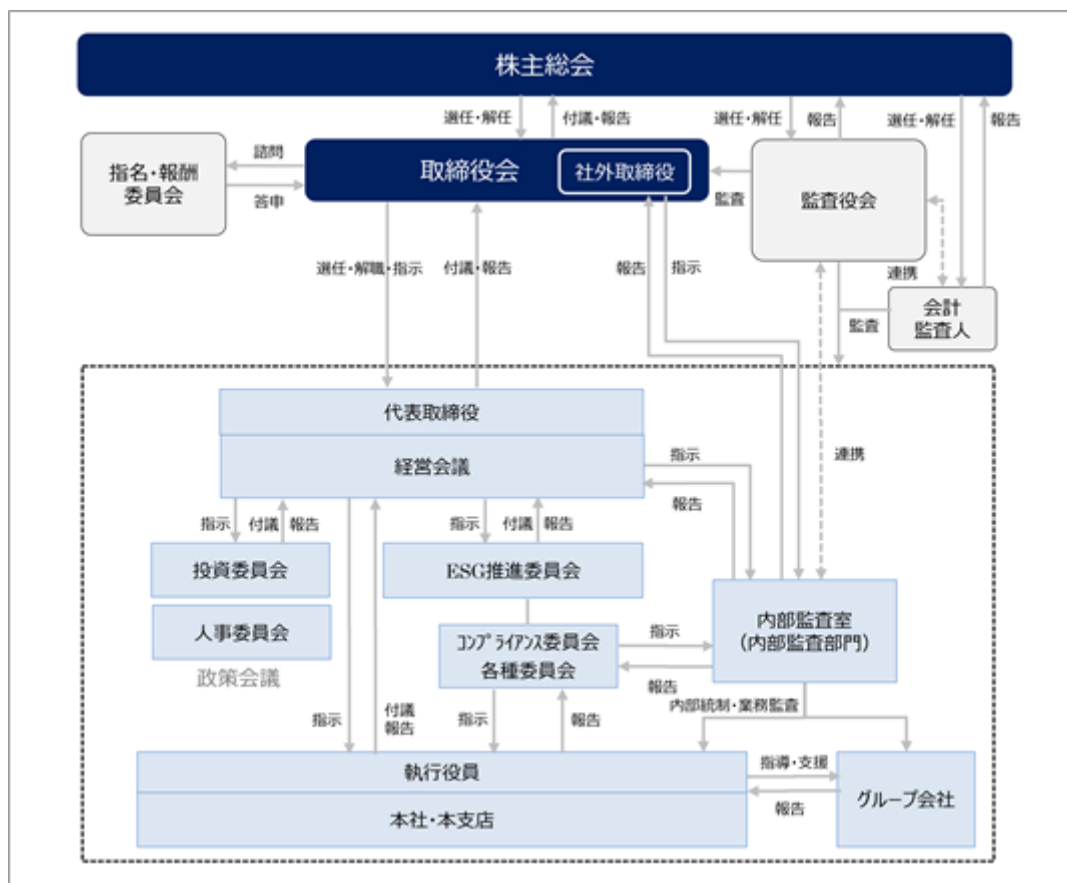 株主総会
選任・解任
付議・報告
選任・解任
報告
選任・解任
報告
指名・報酬
委員会
諮問
答申
取締役会
社外取締役
監査
監査役会
選任・解職・指示
付議・報告
報告
指示
連携
会計
監査人
監査
代表取締役
経営会議
指示
報告
連携
指示
付議
報告
指示
付議
報告
投資委員会
ESG推進委員会
人事委員会
政策会議
コンプライアンス委員会
各種委員会
指示
報告
内部監査室
(内部監査部門)
内部統制・業務監査
指示
付議
報告
指示
報告
執行役員
本社・本支店
指導・支援
報告
グループ会社